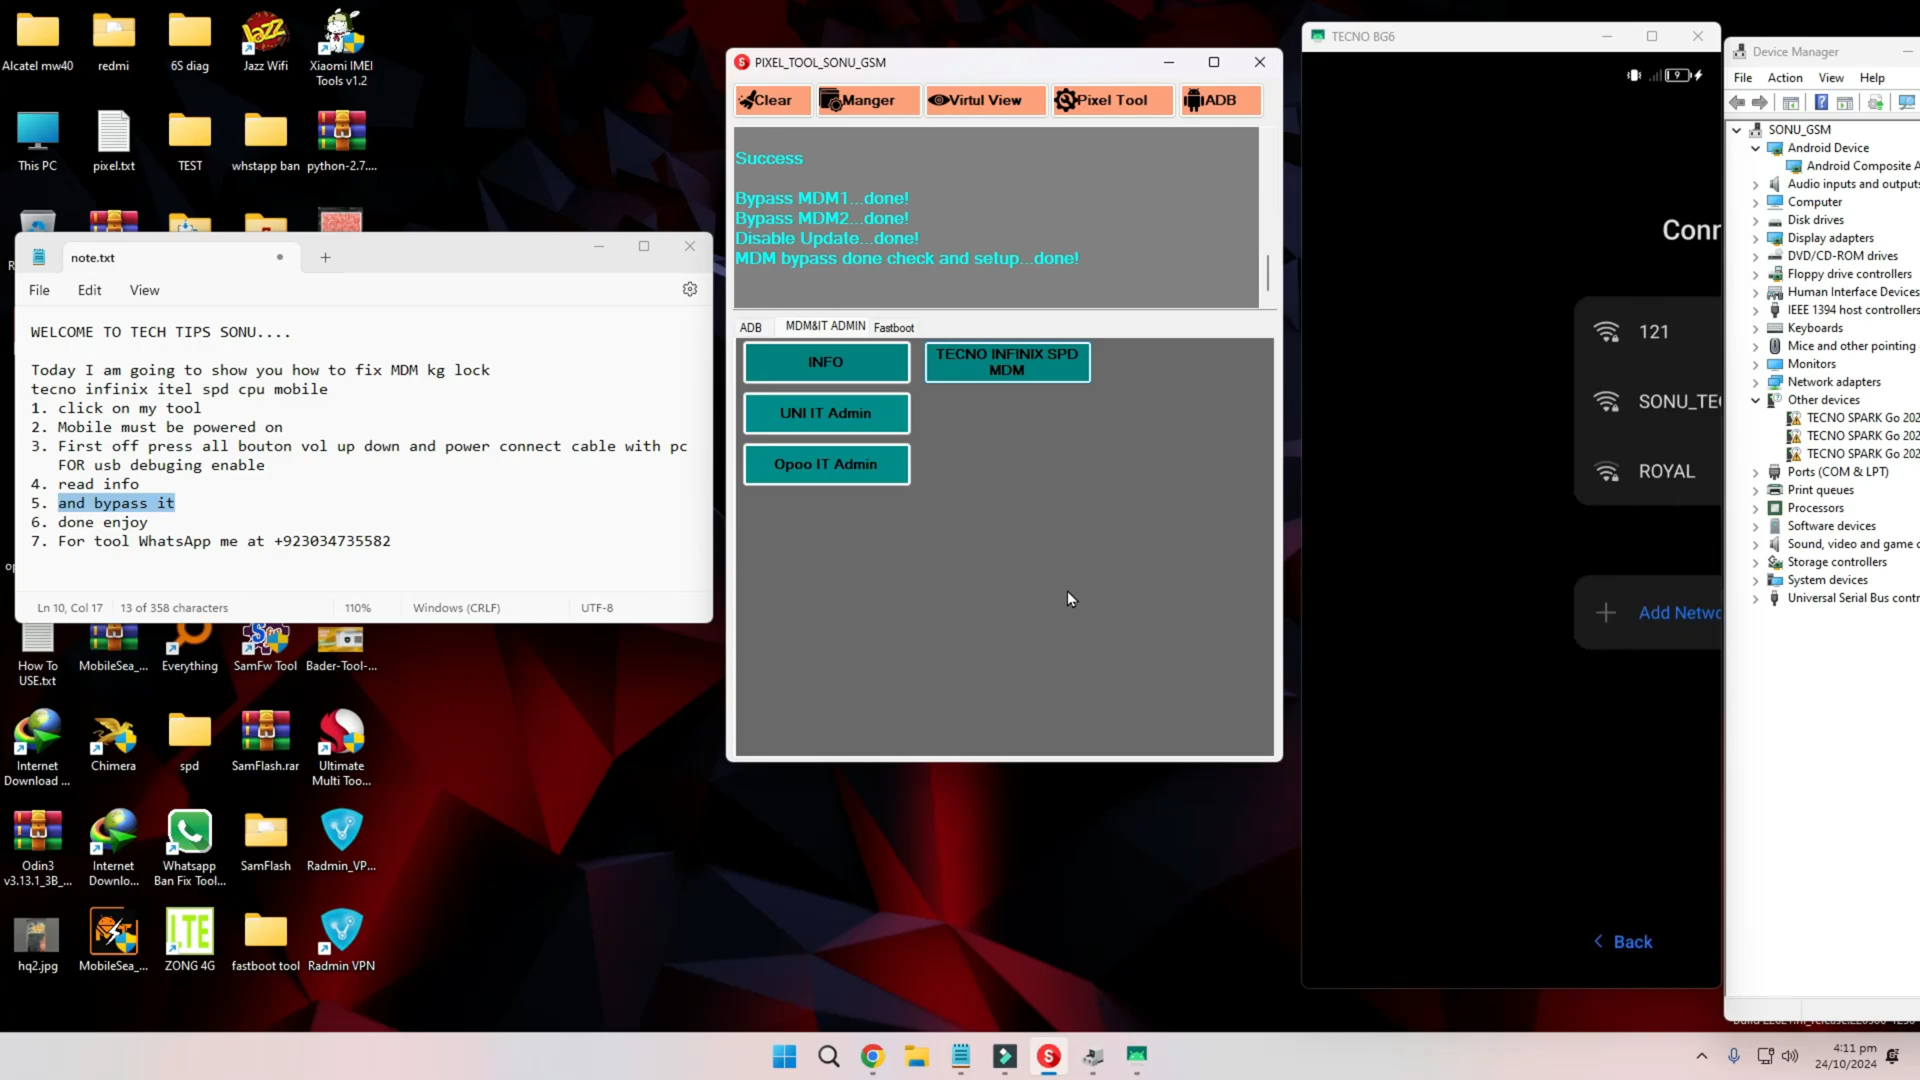 Alcatel mw40
redmi
6S diag
Jazz Wifi
Xiaomi IMEI
Tools v1.2
This PC
pixel.txt
TEST
whstapp ban
python-2.7....
note.txt
File
Edit
View
WELCOME TO TECH TIPS SONU....
Today I am going to show you how to fix MDM kg lock
tecno infinix itel spd cpu mobile
1. click on my tool
2. Mobile must be powered on
3. First off press all bouton vol up down and power connect cable with pc
FOR usb debuging enable
4. read info
5. and bypass it
6. done enjoy
7. For tool WhatsApp me at +923034735582
Ln 10, Col 17
13 of 358 characters
110%
Windows (CRLF)
UTF-8
How To
USE.txt
MobileSea_...
Everything
SamFw Tool
Bader-Tool-...
Internet
Download ...
Chimera
spd
SamFlash.rar
Ultimate
Multi Too...
Odin3
v3.13.1_3B_...
Internet
Downlo...
Whatsapp
Ban Fix Tool...
SamFlash
Radmin_VP...
hq2.jpg
MobileSea_...
LTE
ZONG 4G
fastboot tool
Radmin VPN
PIXEL_TOOL_SONU_GSM
Clear
Manger
Virtul View
Pixel Tool
ADB
Success
Bypass MDM1...done!
Bypass MDM2...done!
Disable Update...done!
MDM bypass done check and setup...done!
ADB
MDM&IT ADMIN
Fastboot
INFO
TECNO INFINIX SPD
MDM
UNI IT Admin
Opoo IT Admin
TECNO BG6
9
Conn
121
SONU_TE
ROYAL
Add Netwo
Back
Device Manager
File
Action
View
Help
SONU_GSM
Android Device
Android Composite A
Audio inputs and outputs
Computer
Disk drives
Display adapters
DVD/CD-ROM drives
Floppy drive controllers
Human Interface Devices
IEEE 1394 host controllers
Keyboards
Mice and other pointing
Monitors
Network adapters
Other devices
TECNO SPARK Go 202
TECNO SPARK Go 202
TECNO SPARK Go 202
Ports (COM & LPT)
Print queues
Processors
Software devices
Sound, video and game c
Storage controllers
System devices
Universal Serial Bus contr
4:11 pm
24/10/2024